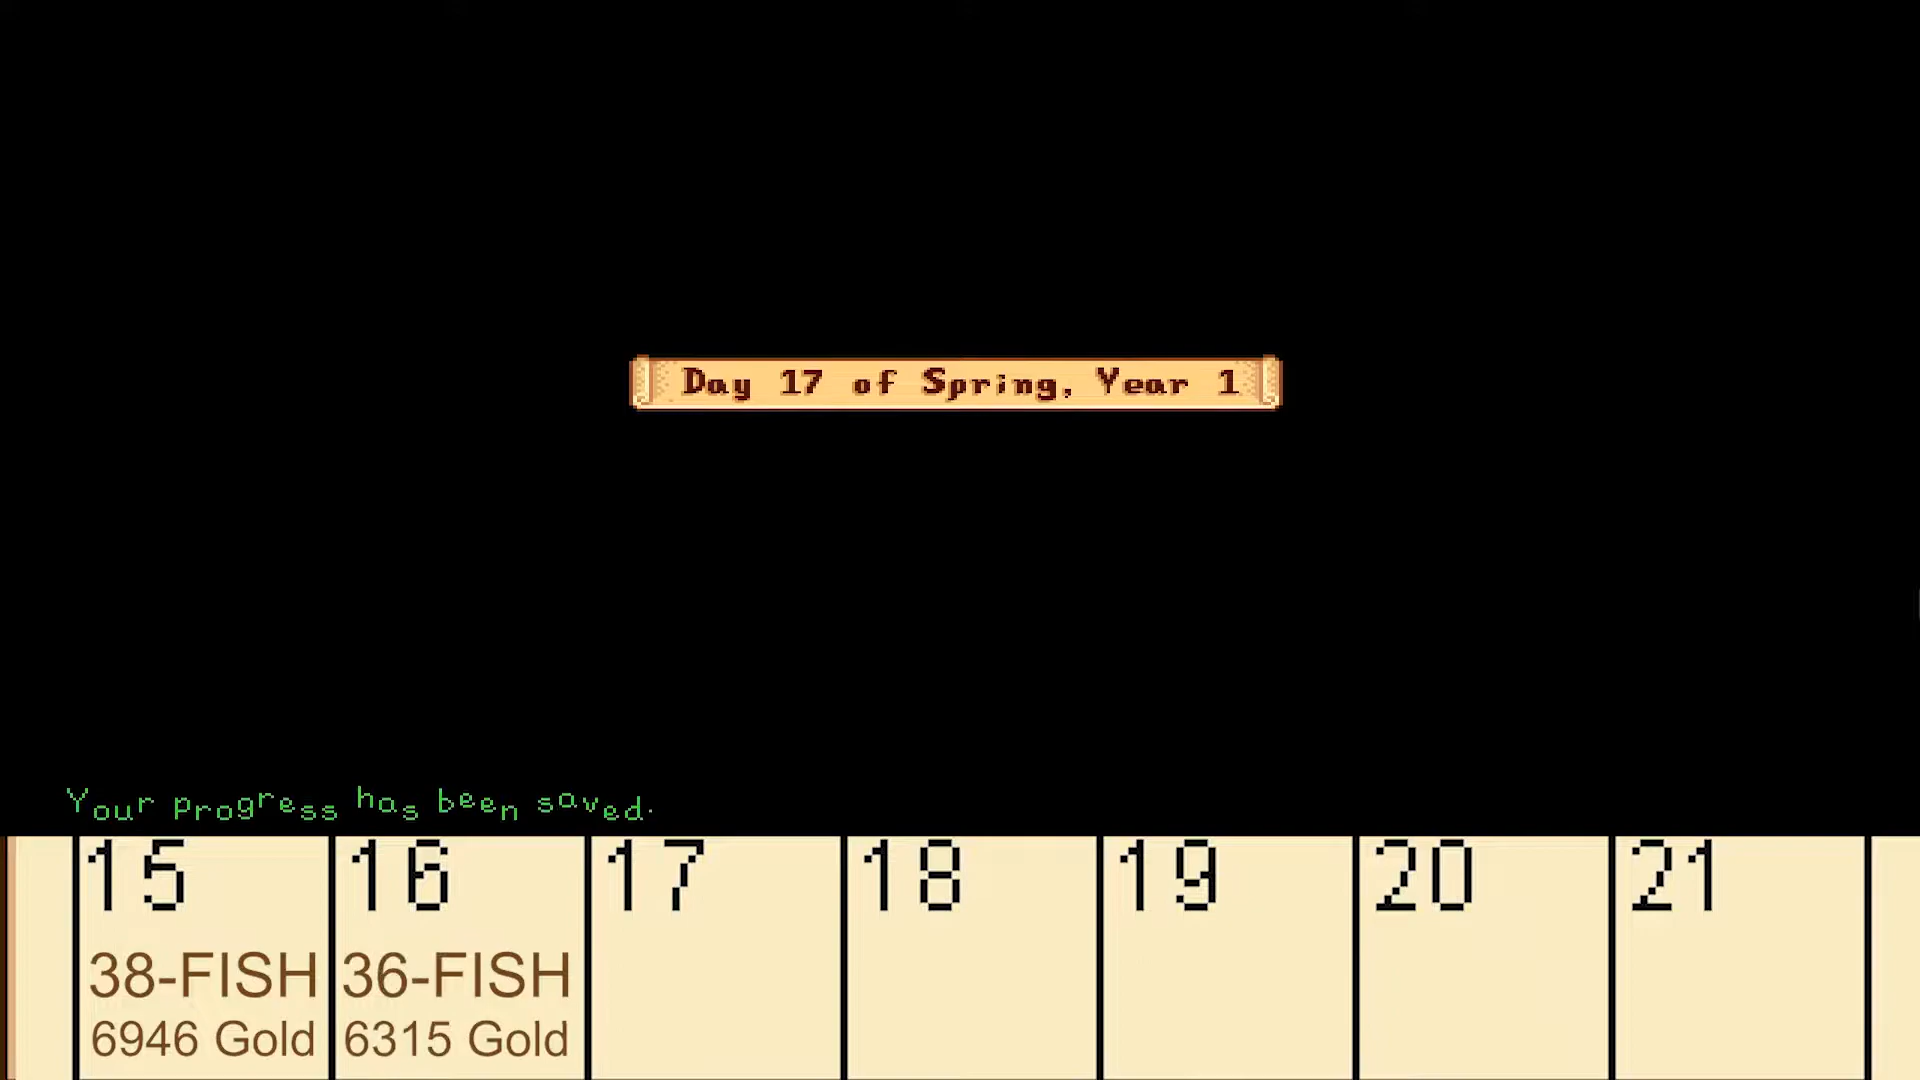 Day 17 of Spring, Year 1
Your progress has been saved.
15 16 17 18 19 20 21
38-FISH 36-FISH
6946 Gold 6315 Gold